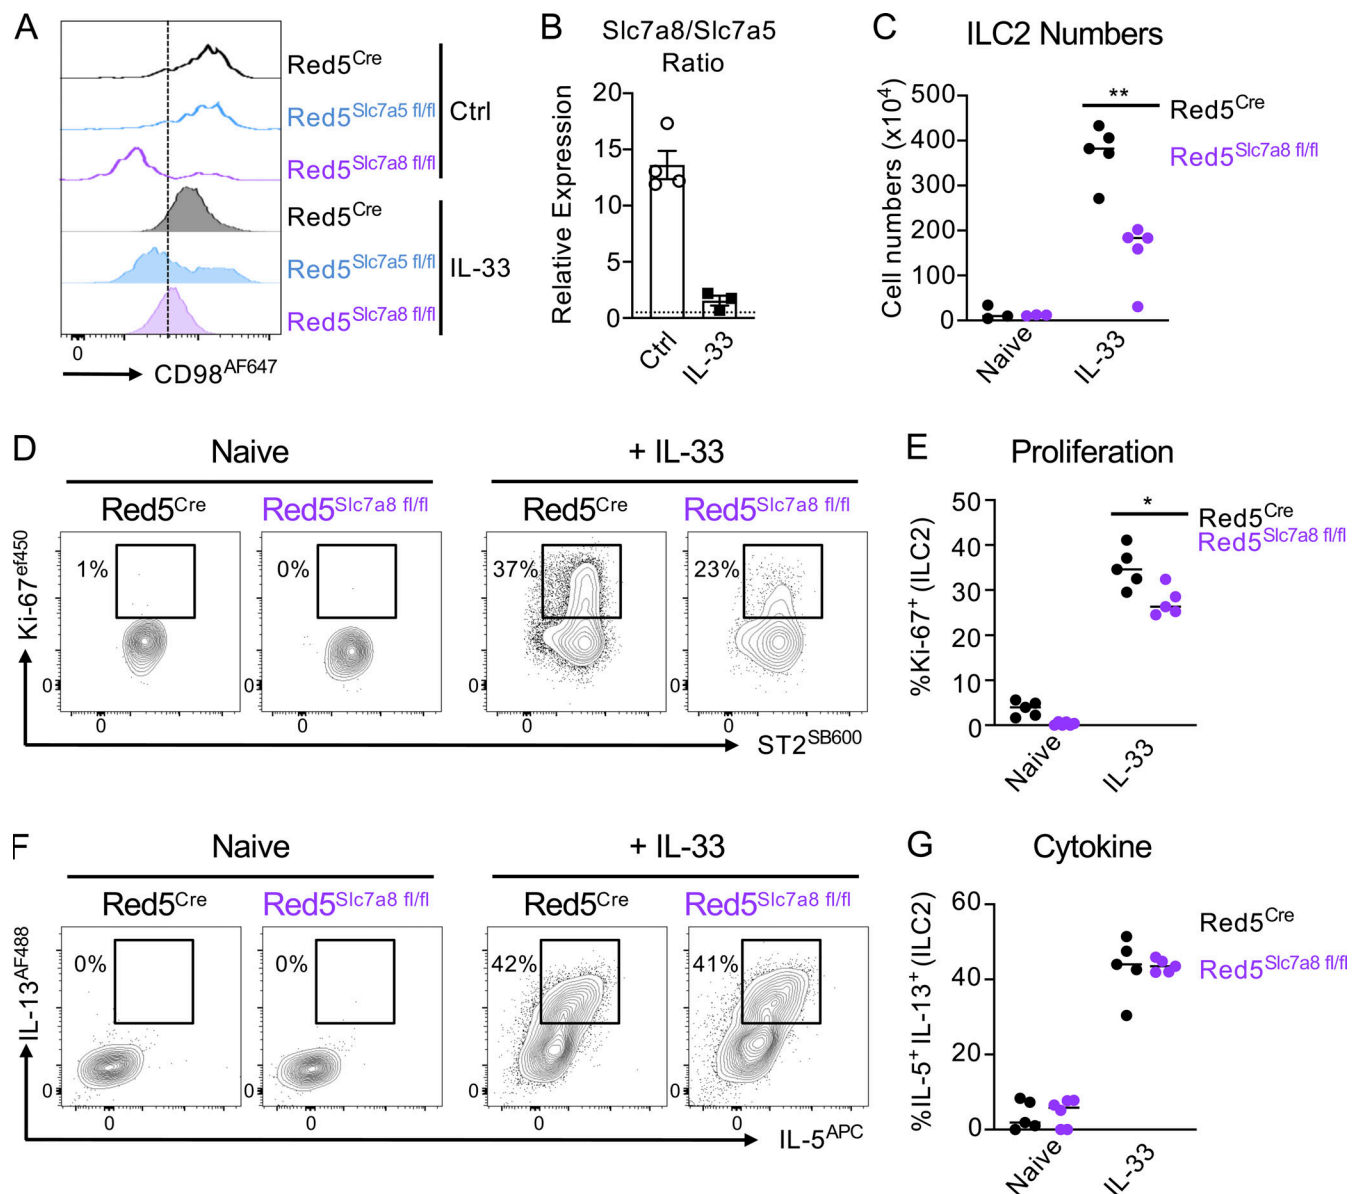 A
Red5Cre
Red5Slc7a5 fl/fl
Red5Slc7a8 fl/fl
Ctrl
Red5Cre
Red5Slc7a5 fl/fl
Red5Slc7a8 fl/fl
IL-33
0
CD98AF647
B
Slc7a8/Slc7a5
Ratio
Relative Expression
20
15
10
5
0
Ctrl
IL-33
C
ILC2 Numbers
Cell numbers (x10⁴)
500
400
300
200
100
0
**
Red5Cre
Red5Slc7a8 fl/fl
Naive
IL-33
D
Naive
+ IL-33
Red5Cre
Red5Slc7a8 fl/fl
Red5Cre
Red5Slc7a8 fl/fl
Ki-67ef450
1%
0%
37%
23%
0
0
0
0
0
0
0
0
ST2SB600
E
Proliferation
%Ki-67⁺ (ILC2)
50
40
30
20
10
0
*
Red5Cre
Red5Slc7a8 fl/fl
Naive
IL-33
F
Naive
+ IL-33
Red5Cre
Red5Slc7a8 fl/fl
Red5Cre
Red5Slc7a8 fl/fl
IL-13AF488
0%
0%
42%
41%
0
0
0
0
0
0
0
0
IL-5APC
G
Cytokine
%IL-5⁺ IL-13⁺ (ILC2)
60
40
20
0
Red5Cre
Red5Slc7a8 fl/fl
Naive
IL-33